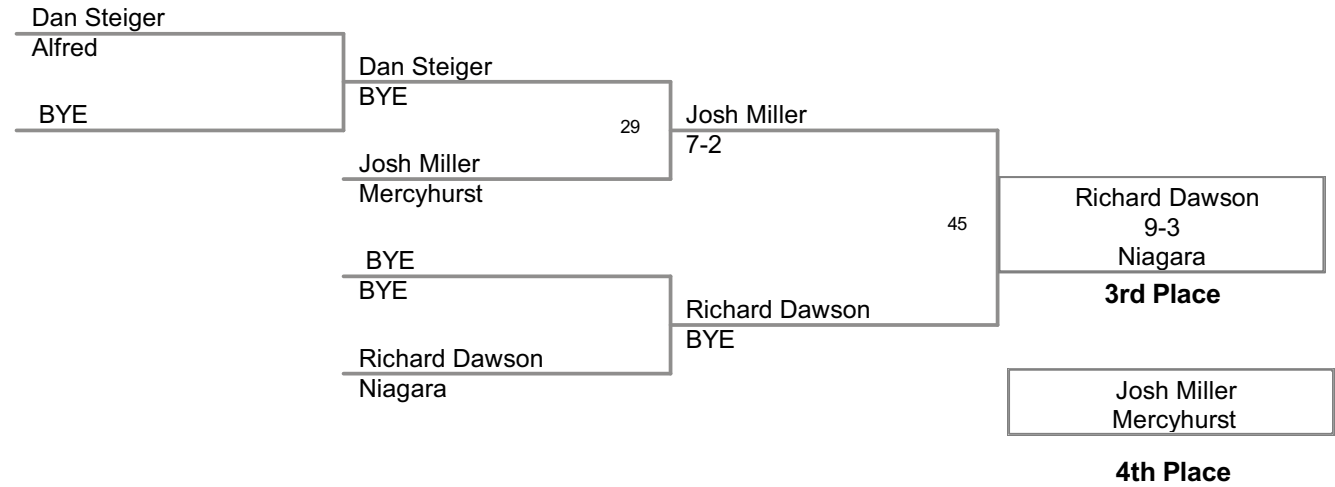 Dan Steiger
Alfred
BYE
Dan Steiger
BYE
29
Josh Miller
Mercyhurst
BYE
BYE
Richard Dawson
Niagara
Josh Miller
7-2
45
Richard Dawson
BYE
Richard Dawson
9-3
Niagara
3rd Place
Josh Miller
Mercyhurst
4th Place